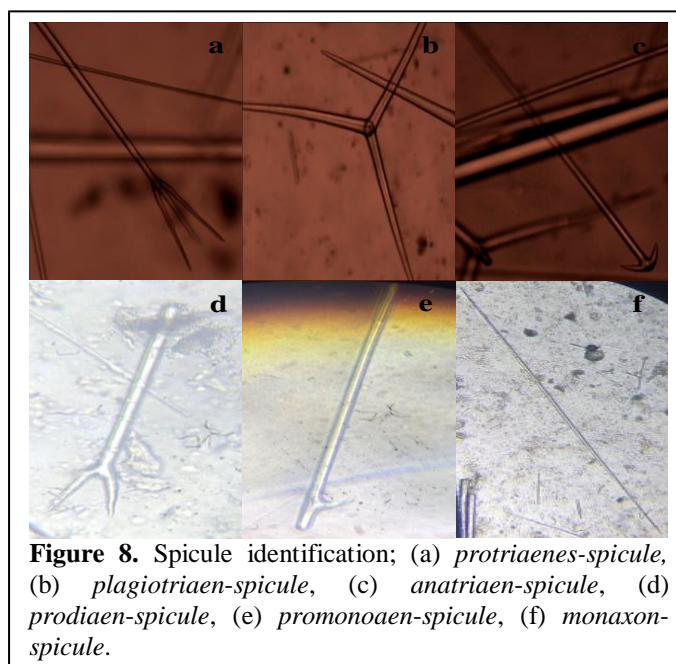 a
b
c
d
e
f
Figure 8. Spicule identification; (a) protriaenes-spicule,
(b) plagiotriaen-spicule, (c) anatriaen-spicule, (d)
prodiaen-spicule, (e) promonoaen-spicule, (f) monaxon-
spicule.